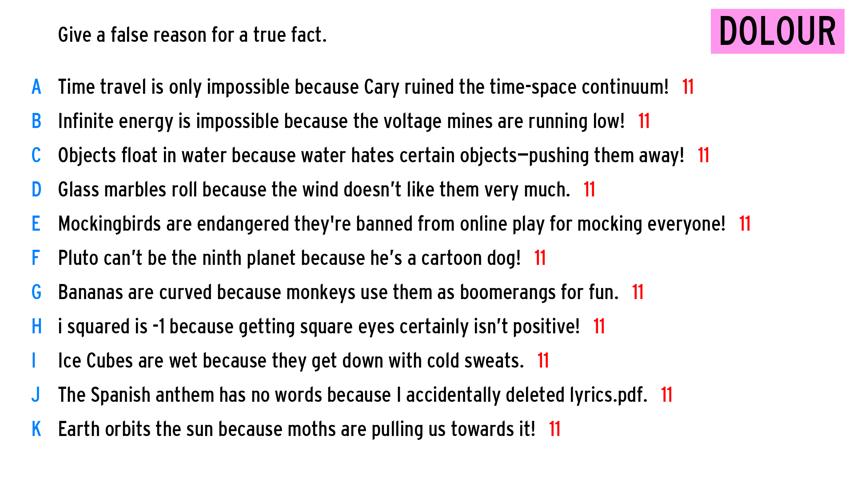 Give a false reason for a true fact.
DOLOUR
A Time travel is only impossible because Cary ruined the time-space continuum! 11
B Infinite energy is impossible because the voltage mines are running low! 11
C Objects float in water because water hates certain objects—pushing them away! 11
D Glass marbles roll because the wind doesn't like them very much. 11
E Mockingbirds are endangered they're banned from online play for mocking everyone! 11
F Pluto can't be the ninth planet because he's a cartoon dog! 11
G Bananas are curved because monkeys use them as boomerangs for fun. 11
H i squared is -1 because getting square eyes certainly isn't positive! 11
I Ice Cubes are wet because they get down with cold sweats. 11
J The Spanish anthem has no words because I accidentally deleted lyrics.pdf. 11
K Earth orbits the sun because moths are pulling us towards it! 11